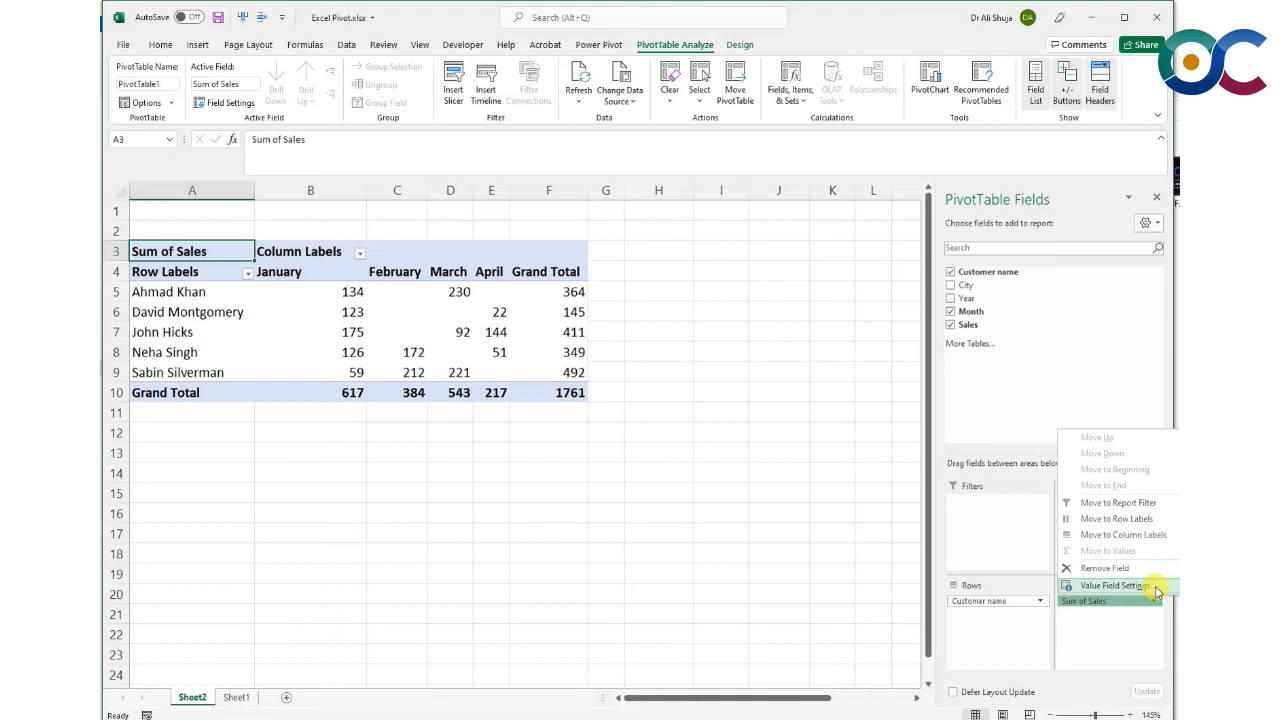 AutoSave Off Excel Pivot.xlsx Search (Alt+Q) Dr Ali Shuja DA
File Home Insert Page Layout Formulas Data Review View Developer Help Acrobat Power Pivot PivotTable Analyze Design Comments Share
PivotTable Name:
PivotTable1
Options
PivotTable
Active Field:
Sum of Sales
Field Settings
Drill Down
Drill Up
Active Field
Group Selection
Ungroup
Group Field
Group
Insert Slicer
Insert Timeline
Filter Connections
Filter
Refresh
Change Data Source
Data
Clear
Select
Move PivotTable
Actions
Fields, Items, & Sets
OLAP Tools
Relationships
Calculations
PivotChart
Recommended PivotTables
Tools
Field List
+/- Buttons
Field Headers
Show
OC
A3 fx Sum of Sales
A B C D E F G H I J K L
1
2
3 Sum of Sales Column Labels
4 Row Labels January February March April Grand Total
5 Ahmad Khan 134 230 364
6 David Montgomery 123 22 145
7 John Hicks 175 92 144 411
8 Neha Singh 126 172 51 349
9 Sabin Silverman 59 212 221 492
10 Grand Total 617 384 543 217 1761
11
12
13
14
15
16
17
18
19
20
21
22
23
24
PivotTable Fields
Choose fields to add to report:
Search
Customer name
City
Year
Month
Sales
More Tables...
Drag fields between areas
Filters
Rows
Customer name
Move Up
Move Down
Move to Beginning
Move to End
Move to Report Filter
Move to Row Labels
Move to Column Labels
Σ Move to Values
Remove Field
Value Field Settings...
Sum of Sales
Defer Layout Update Update
Sheet2 Sheet1
Ready 145%